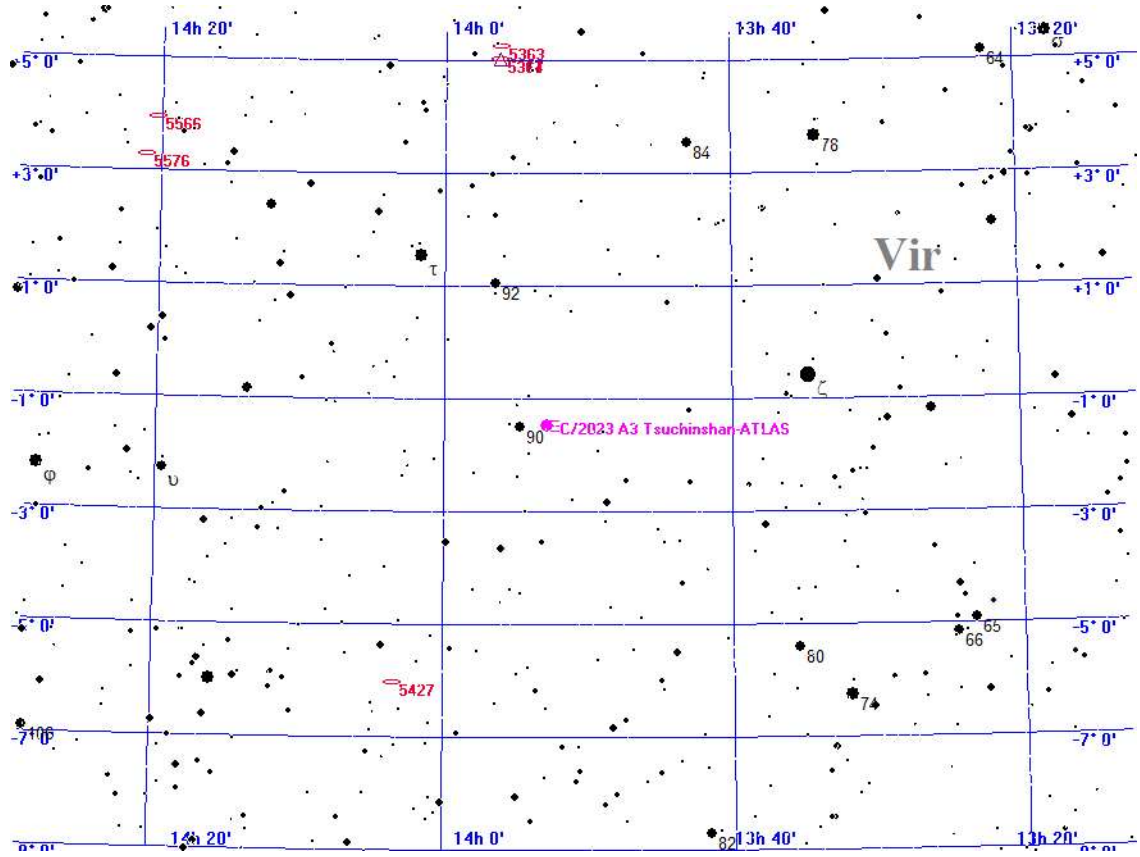 14h 20'
14h 0'
13h 40'
13h 20'
σ
64
5363
+5° 0'
+5° 0'
5566
84
78
5576
+3° 0'
+3° 0'
Vir
τ
+1° 0'
92
+1° 0'
ζ
-1° 0'
-1° 0'
90
C/2023 A3 Tsuchinshan-ATLAS
φ
υ
-3° 0'
-3° 0'
-5° 0'
65
-5° 0'
66
80
5427
74
106
-7° 0'
-7° 0'
14h 20'
14h 0'
13h 40'
13h 20'
82